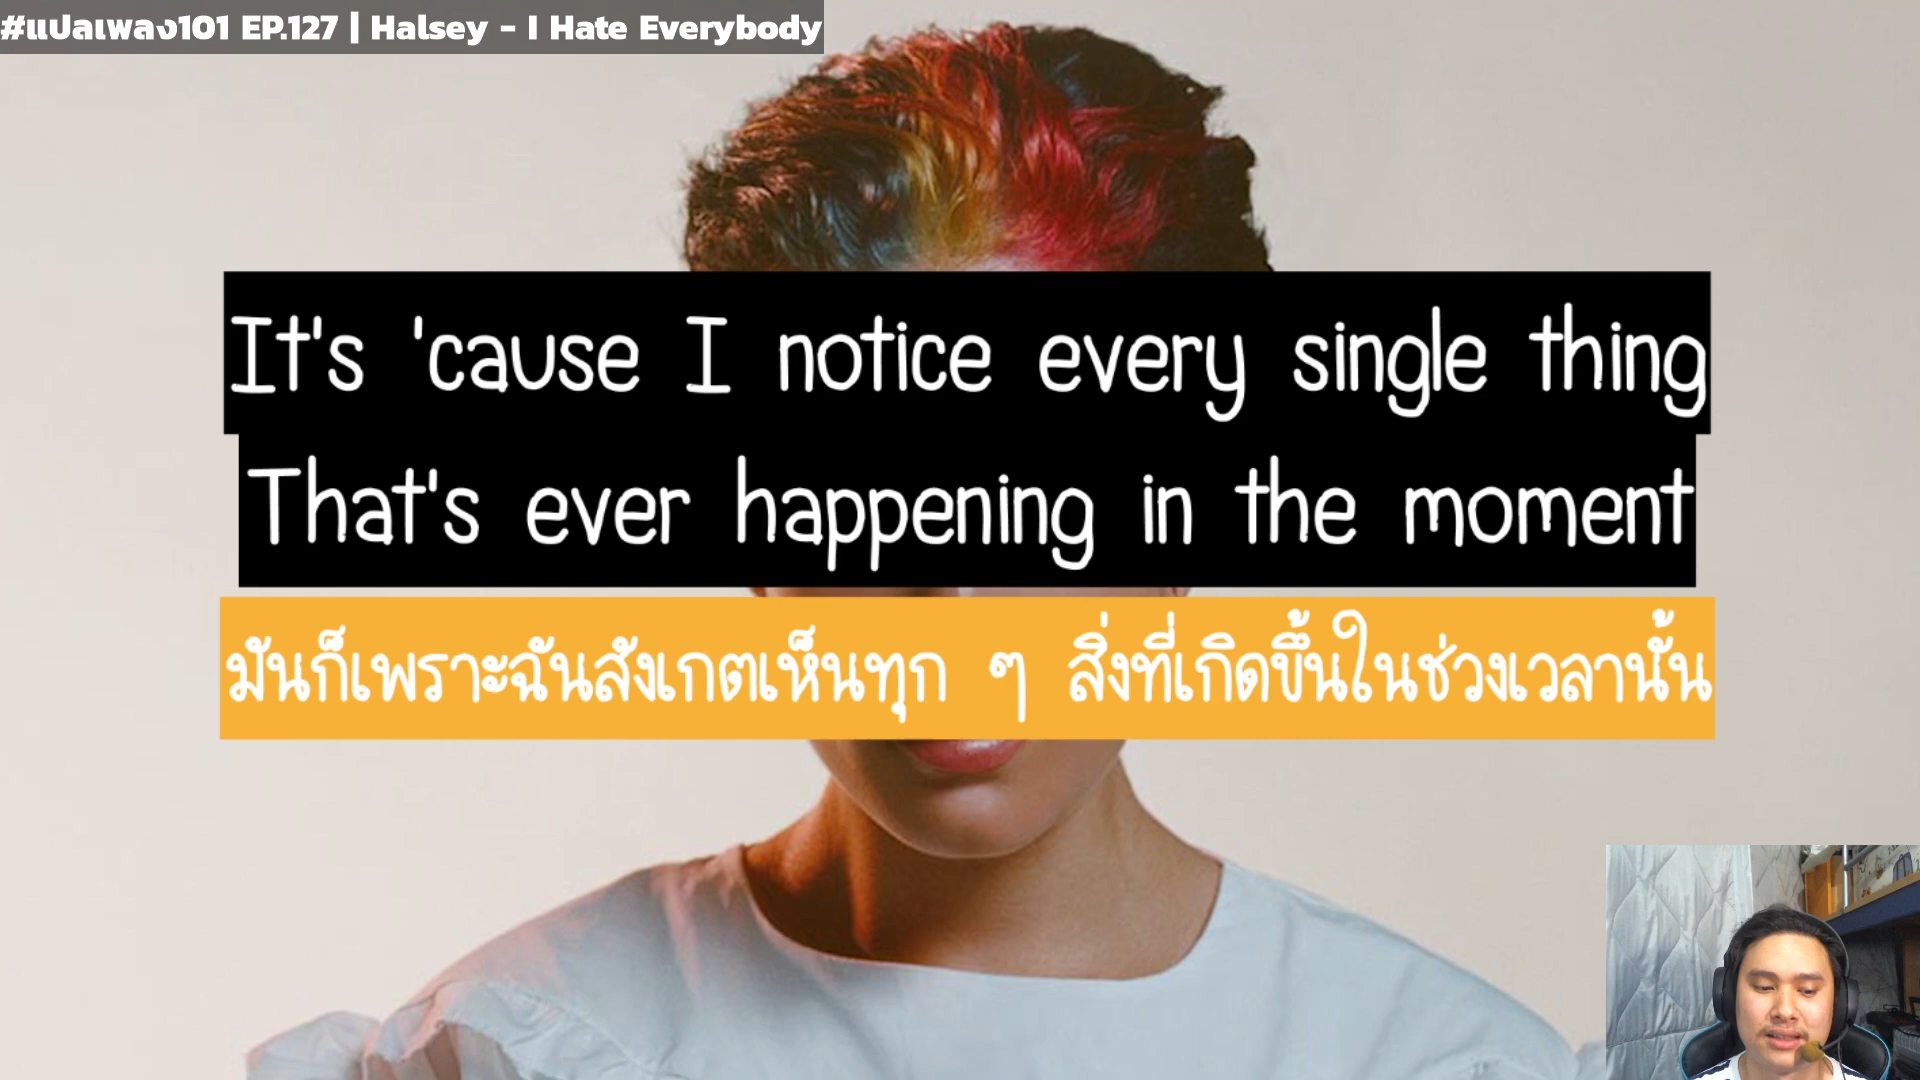 #แปลเพลง101 EP.127 | Halsey - I Hate Everybody
It's 'cause I notice every single thing
That's ever happening in the moment
มันก็เพราะฉันสังเกตเห็นทุก ๆ สิ่งที่เกิดขึ้นในช่วงเวลานั้น